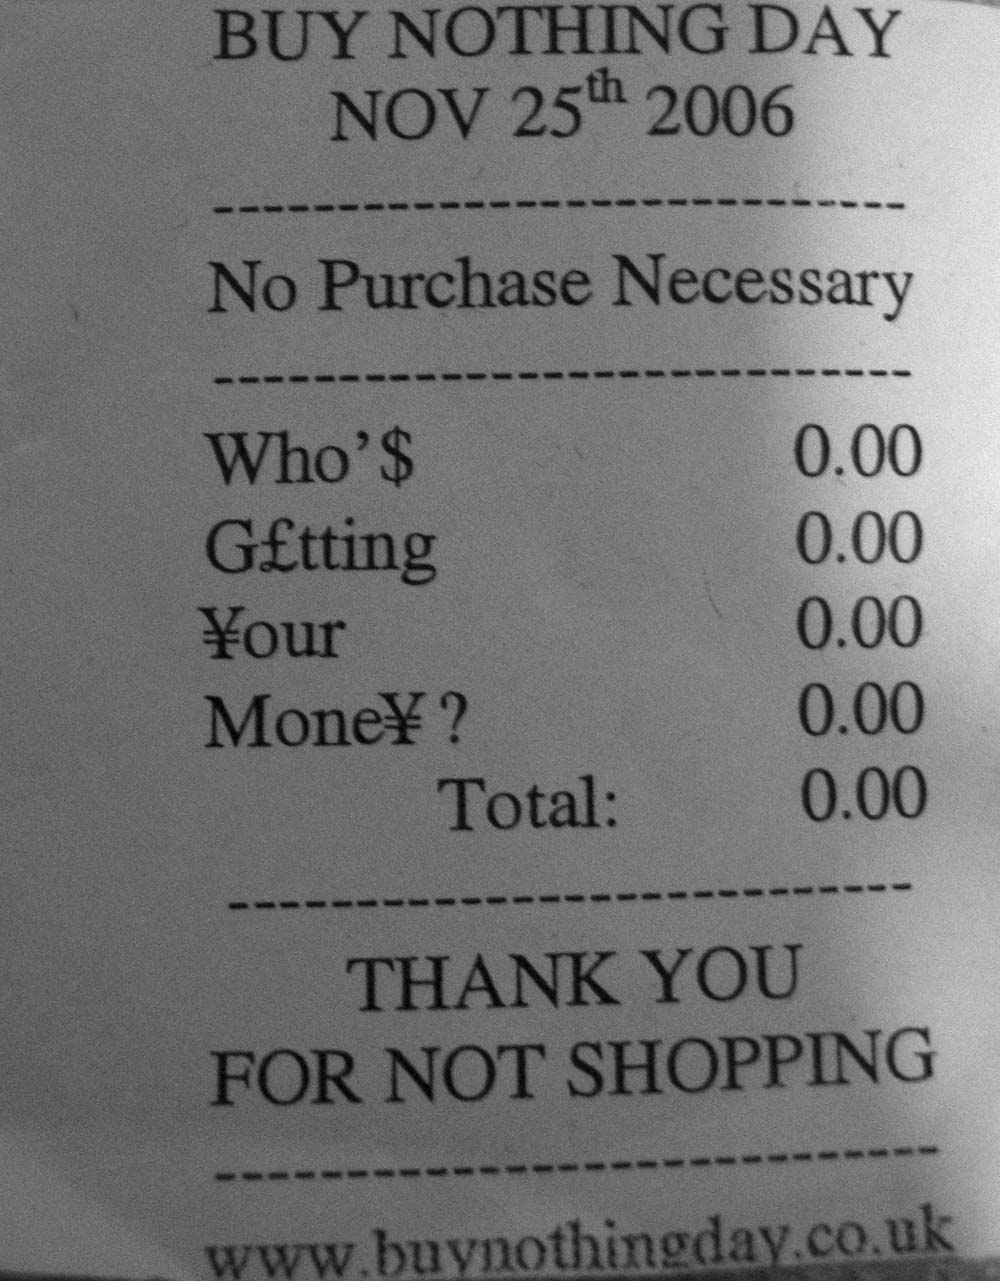 BUY NOTHING DAY
NOV 25th 2006
----------------------------
No Purchase Necessary
----------------------------
Who’$ 0.00
G£tting 0.00
¥our 0.00
Mone¥ ? 0.00
Total: 0.00
---------------------------
THANK YOU
FOR NOT SHOPPING
----------------------------
www.buynothingday.co.uk